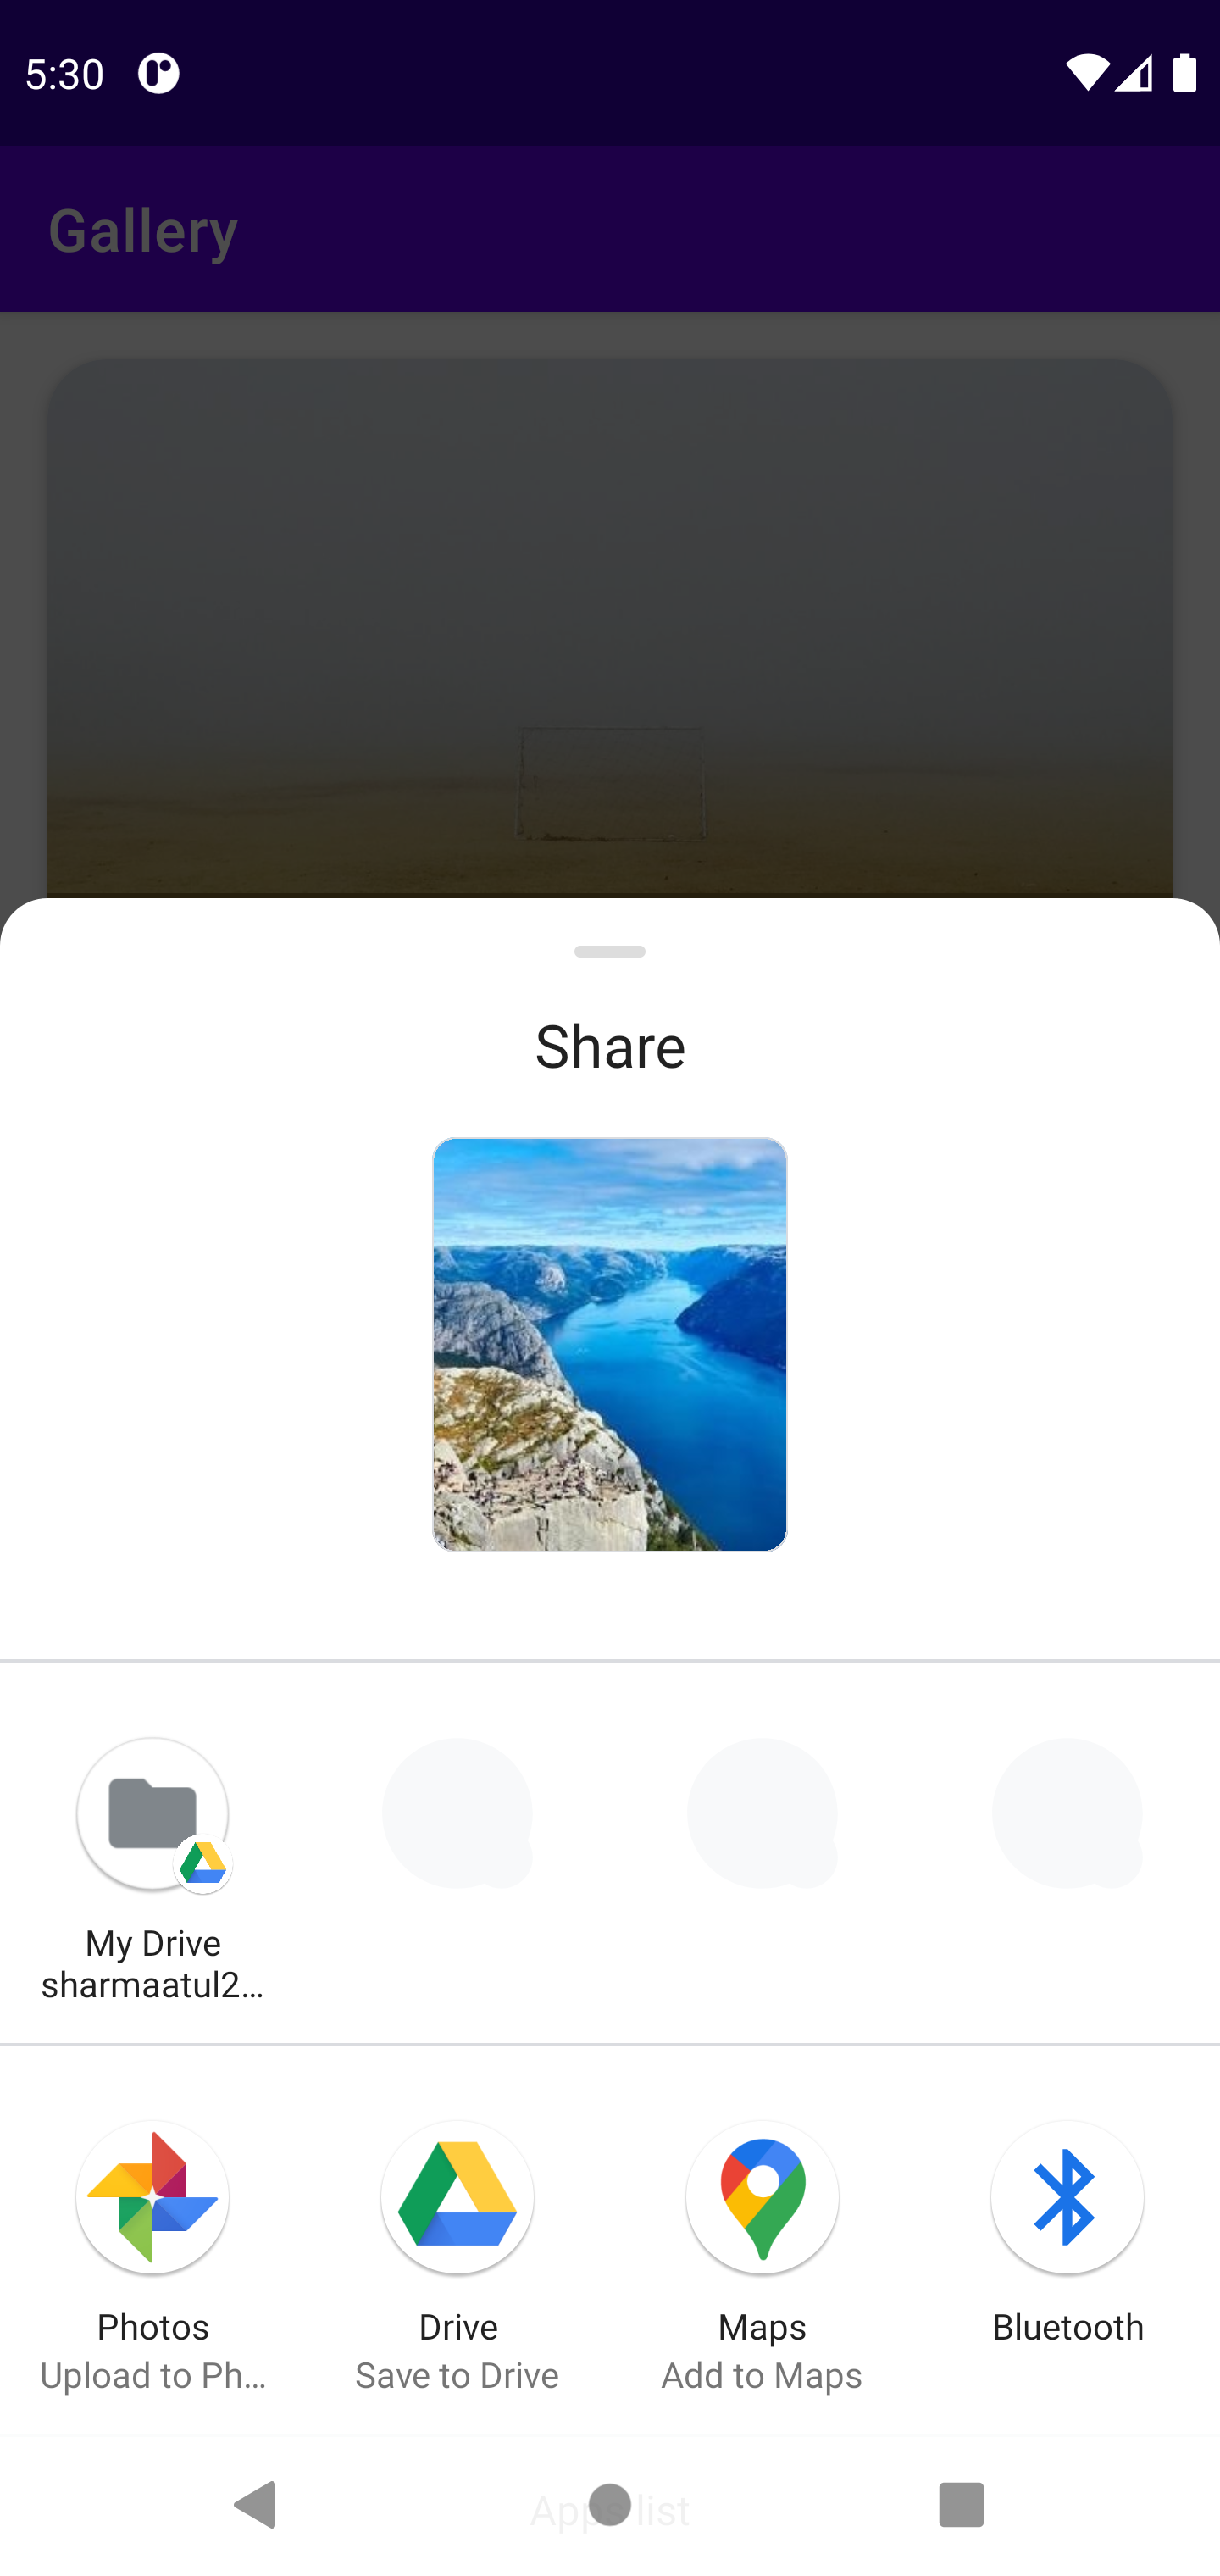 5:30
Gallery
Share
My Drive
sharmaatul2...
Photos
Drive
Maps
Bluetooth
Upload to Ph...
Save to Drive
Add to Maps
Apps list